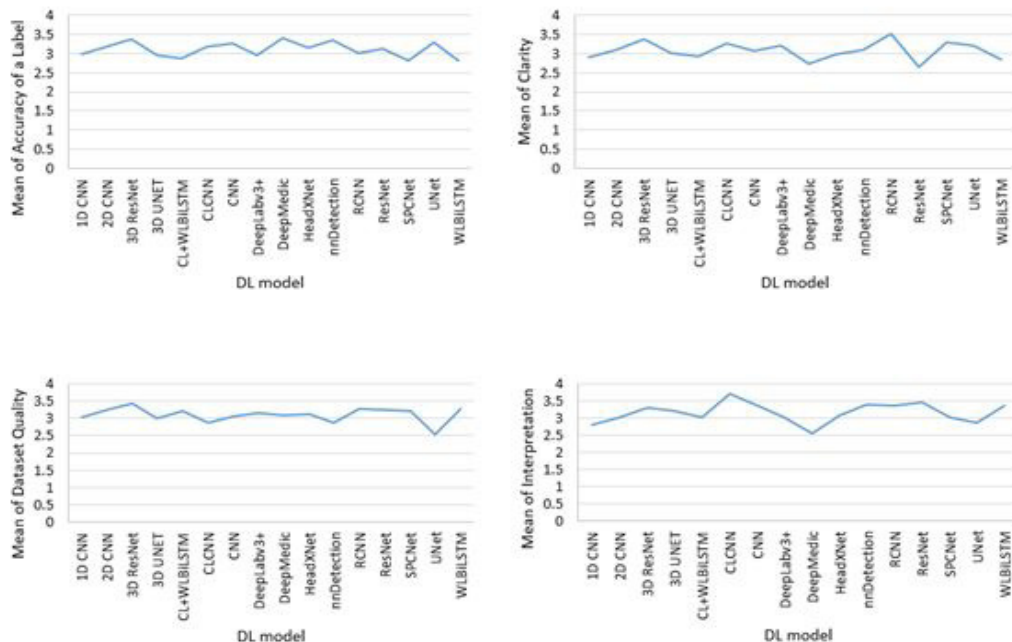 Mean of Accuracy of a Label
4
3.5
3
2.5
2
1.5
1
0.5
0
1D CNN
2D CNN
3D ResNet
3D UNET
CL+WLBiLSTM
CLCNN
CNN
DeepLabv3+
DeepMedic
HeadXNet
nnDetection
RCNN
ResNet
SPCNet
UNet
WLBiLSTM
DL model
Mean of Clarity
4
3.5
3
2.5
2
1.5
1
0.5
0
1D CNN
2D CNN
3D ResNet
3D UNET
CL+WLBiLSTM
CLCNN
CNN
DeepLabv3+
DeepMedic
HeadXNet
nnDetection
RCNN
ResNet
SPCNet
UNet
WLBiLSTM
DL model
Mean of Dataset Quality
4
3.5
3
2.5
2
1.5
1
0.5
0
1D CNN
2D CNN
3D ResNet
3D UNET
CL+WLBiLSTM
CLCNN
CNN
DeepLabv3+
DeepMedic
HeadXNet
nnDetection
RCNN
ResNet
SPCNet
UNet
WLBiLSTM
DL model
Mean of Interpretation
4
3.5
3
2.5
2
1.5
1
0.5
0
1D CNN
2D CNN
3D ResNet
3D UNET
CL+WLBiLSTM
CLCNN
CNN
DeepLabv3+
DeepMedic
HeadXNet
nnDetection
RCNN
ResNet
SPCNet
UNet
WLBiLSTM
DL model